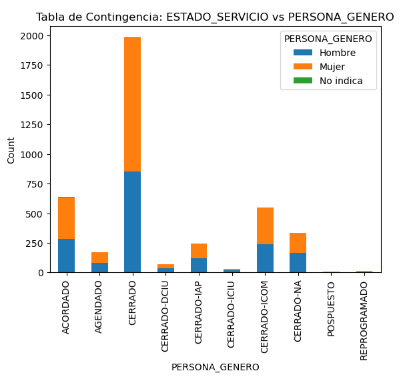 Tabla de Contingencia: ESTADO_SERVICIO vs PERSONA_GENERO
PERSONA_GENERO
Hombre
Mujer
No indica
Count
2000
1750
1500
1250
1000
750
500
250
0
ACORDADO
AGENDADO
CERRADO
CERRADO-DCIU
CERRADO-IAP
CERRADO-ICIU
CERRADO-ICOM
CERRADO-NA
POSPUESTO
REPROGRAMADO
PERSONA_GENERO